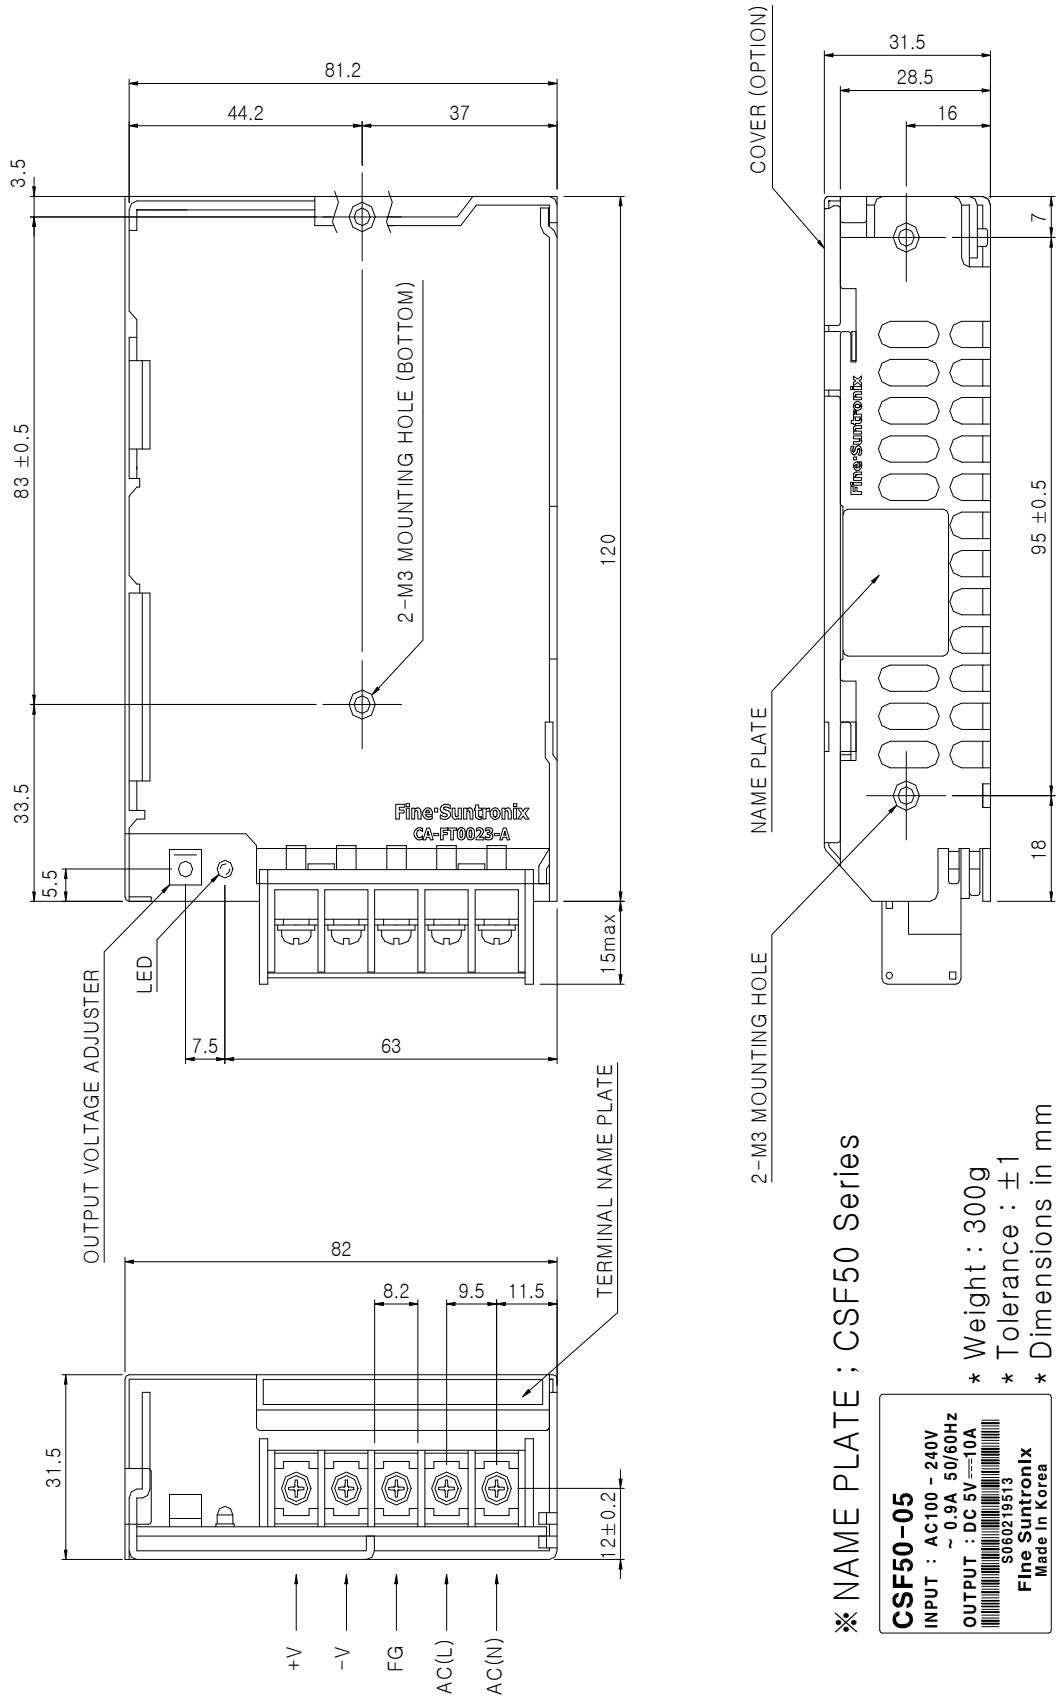 31.5
82
8.2
9.5
11.5
12±0.2
+V
-V
FG
AC(L)
AC(N)
TERMINAL NAME PLATE
OUTPUT VOLTAGE ADJUSTER
LED
5.5
33.5
83 ±0.5
3.5
7.5
63
15max
120
81.2
44.2
37
2-M3 MOUNTING HOLE (BOTTOM)
Fine·Suntronix
CA-FT0023-A
COVER (OPTION)
31.5
28.5
16
7
95 ±0.5
18
Fine·Suntronix
NAME PLATE
2-M3 MOUNTING HOLE
※ NAME PLATE ; CSF50 Series
CSF50-05
INPUT : AC100 - 240V
~ 0.9A 50/60Hz
OUTPUT : DC 5V ⎓10A
S060219513
Fine Suntronix
Made In Korea
* Weight : 300g
* Tolerance : ±1
* Dimensions in mm